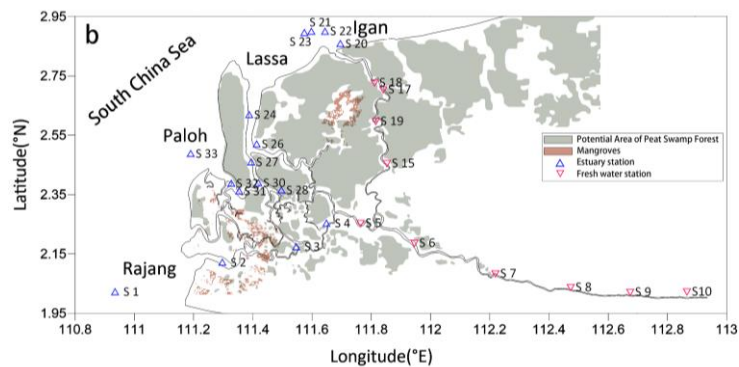 b
2.95
2.75
2.55
2.35
2.15
1.95
Latitude(°N)
South China Sea
Lassa
Igan
Paloh
Rajang
S 21
S 22
S 23
S 20
S 18
S 17
S 24
S 19
S 26
S 33
S 27
S 15
S 32
S 30
S 31
S 28
S 4
S 5
S 3
S 6
S 2
S 7
S 1
S 8
S 9
S10
Potential Area of Peat Swamp Forest
Mangroves
Estuary station
Fresh water station
110.8
111
111.2
111.4
111.6
111.8
112
112.2
112.4
112.6
112.8
113
Longitude(°E)